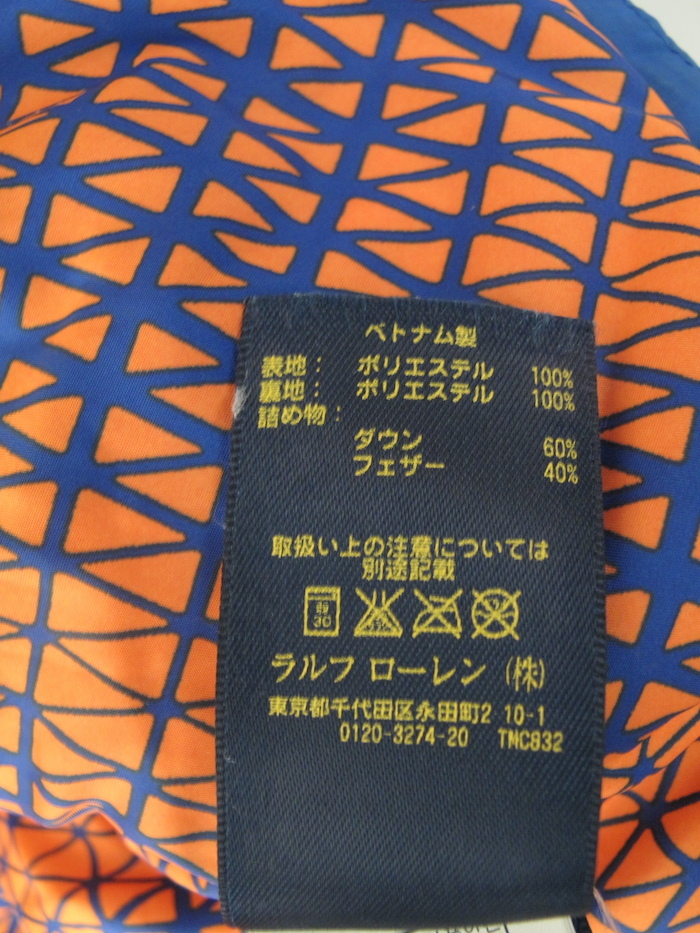 ベトナム製
表地： ポリエステル 100%
裏地： ポリエステル 100%
詰め物：
ダウン 60%
フェザー 40%
取扱い上の注意については
別途記載
弱 30
ラルフ ローレン (株)
東京都千代田区永田町2 10-1
0120-3274-20 TMC832